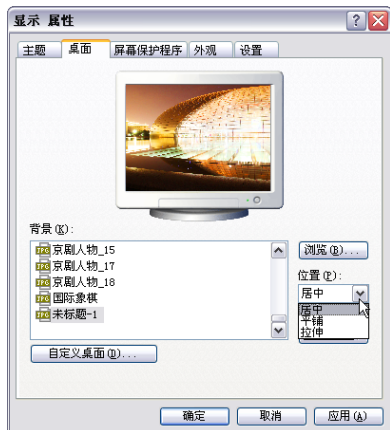 显示 属性
主题 桌面 屏幕保护程序 外观 设置
背景(K):
京剧人物_15
京剧人物_17
京剧人物_18
国际象棋
未标题-1
浏览(B)...
位置(P):
居中
居中
平铺
拉伸
自定义桌面(D)...
确定 取消 应用(A)